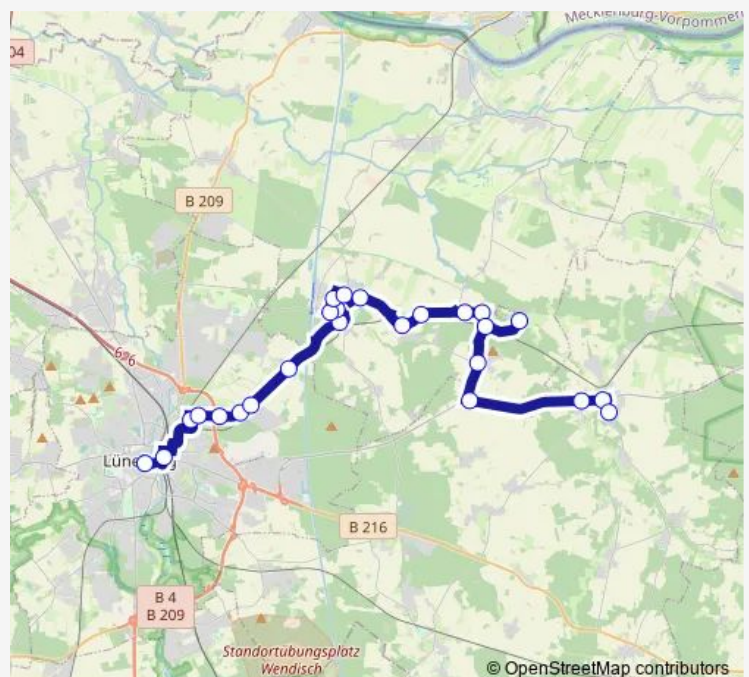 Mecklenburg-Vorpommern
04
B 209
Lüneburg
B 216
B 4
B 209
Standortübungsplatz
Wendisch
© OpenStreetMap contributors